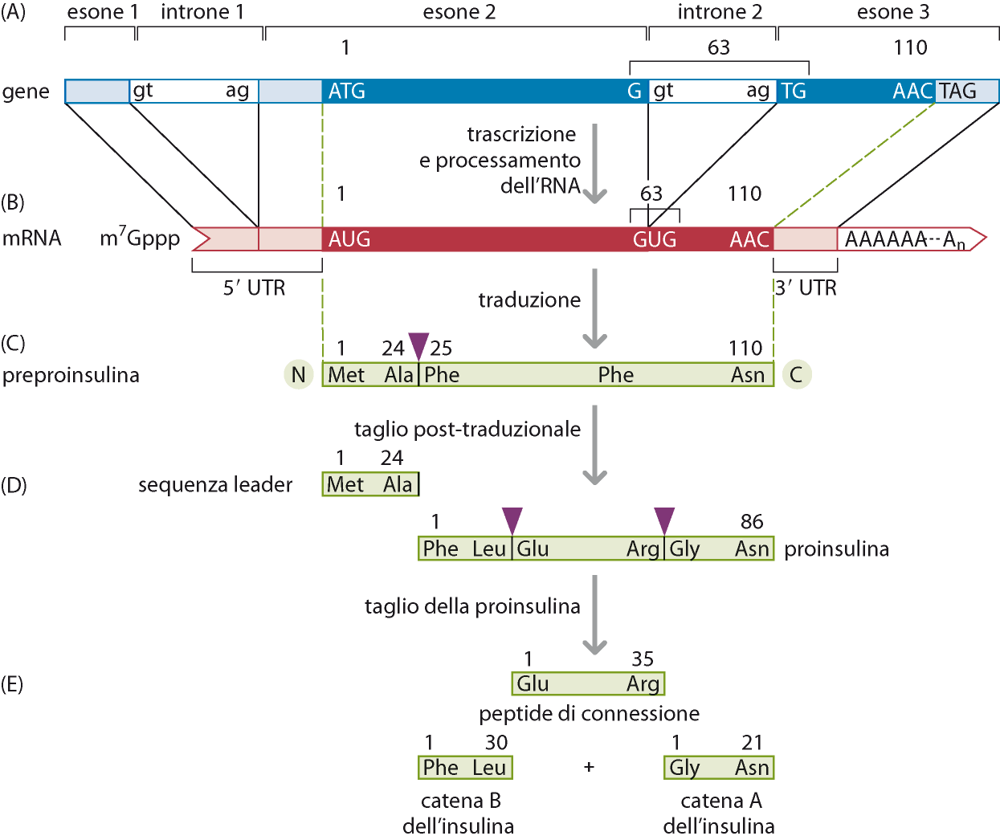 (A) esone 1 introne 1 esone 2 introne 2 esone 3
1 63 110
gene gt ag ATG G gt ag TG AAC TAG
trascrizione
e processamento
dell'RNA
(B) 1 63 110
mRNA m7Gppp AUG GUG AAC AAAAAA--An
5′ UTR 3′ UTR
traduzione
(C) 1 24 25 110
preproinsulina N Met Ala Phe Phe Asn C
taglio post-traduzionale
1 24
(D) sequenza leader Met Ala
1 86
Phe Leu Glu Arg Gly Asn proinsulina
taglio della proinsulina
1 35
(E) Glu Arg
peptide di connessione
1 30 1 21
Phe Leu + Gly Asn
catena B catena A
dell'insulina dell'insulina